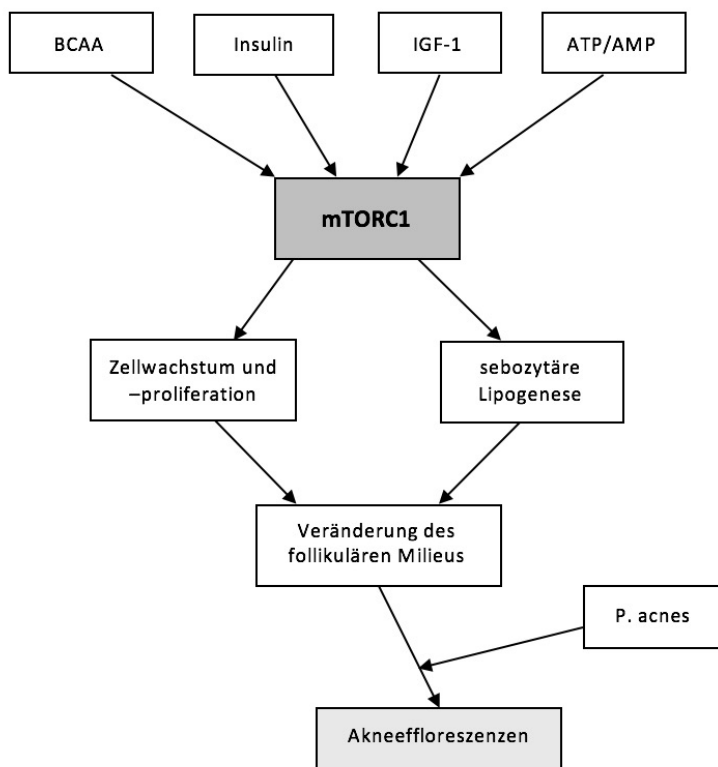 BCAA
Insulin
IGF-1
ATP/AMP
mTORC1
Zellwachstum und
–proliferation
sebozytäre
Lipogenese
Veränderung des
follikulären Milieus
P. acnes
Akneeffloreszenzen